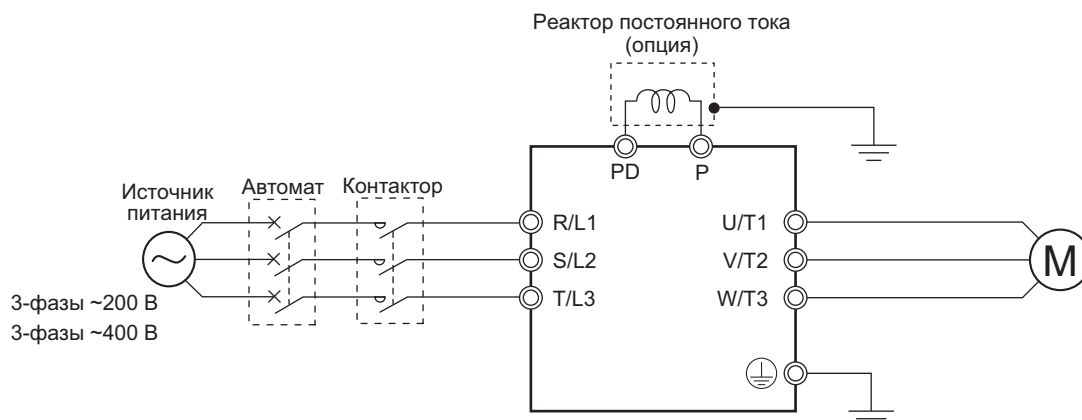 Реактор постоянного тока
(опция)
PD
P
Источник
питания
Автомат
Контактор
R/L1
U/T1
S/L2
V/T2
M
T/L3
W/T3
3-фазы ~200 В
3-фазы ~400 В